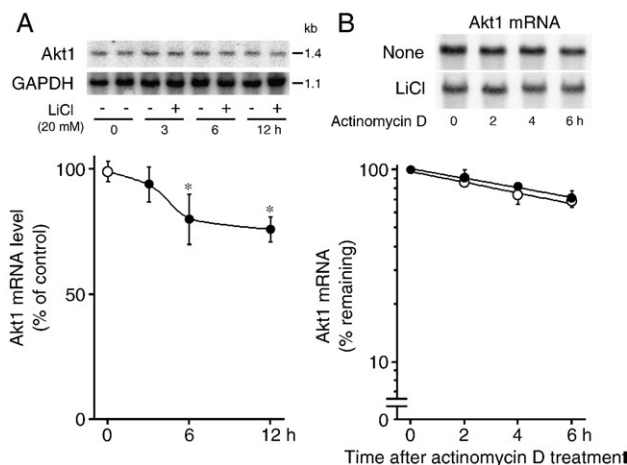 A
kb
Akt1
1.4
GAPDH
1.1
LiCl - - - + - + - +
(20 mM) 0 3 6 12 h
Akt1 mRNA level
(% of control)
100
50
0
*
*
0 6 12 h
B
Akt1 mRNA
None
LiCl
Actinomycin D 0 2 4 6 h
Akt1 mRNA
(% remaining)
100
10
0
0 2 4 6 h
Time after actinomycin D treatment